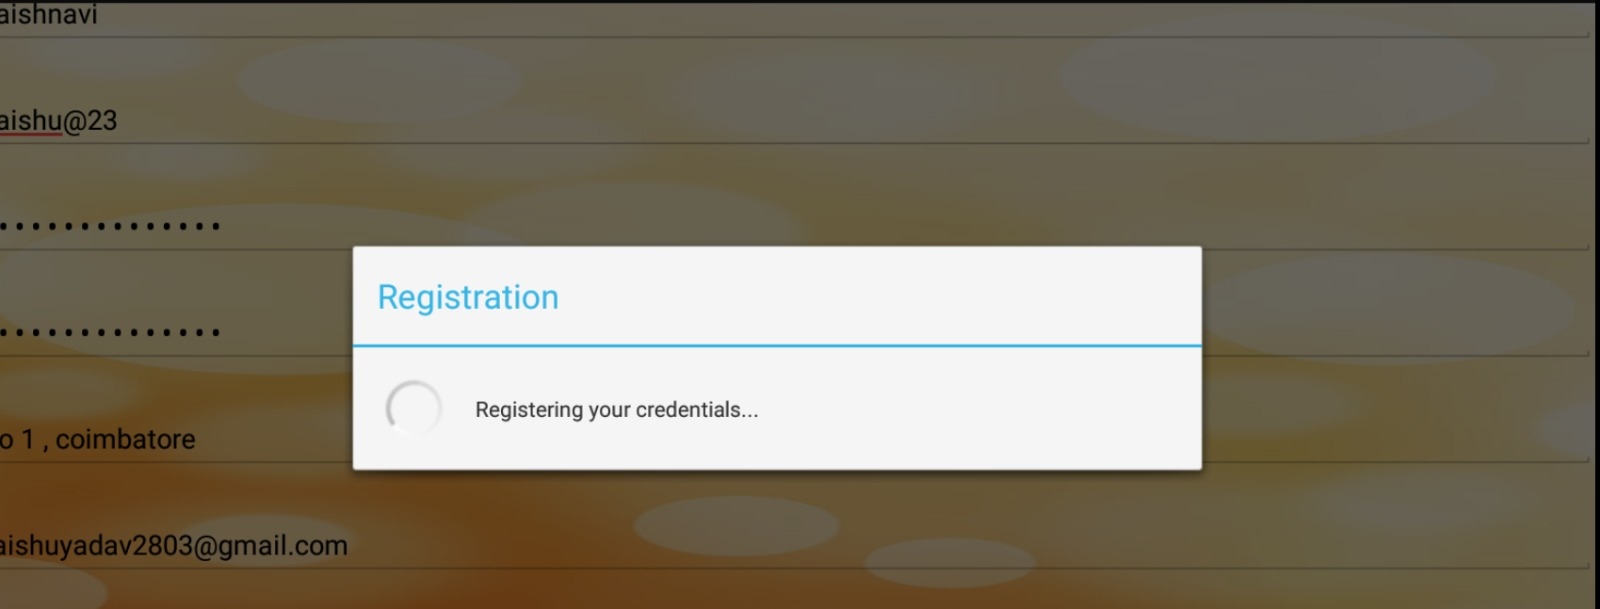 aishnavi
aishu@23
..............
Registration
..............
Registering your credentials...
o 1 , coimbatore
aishuyadav2803@gmail.com